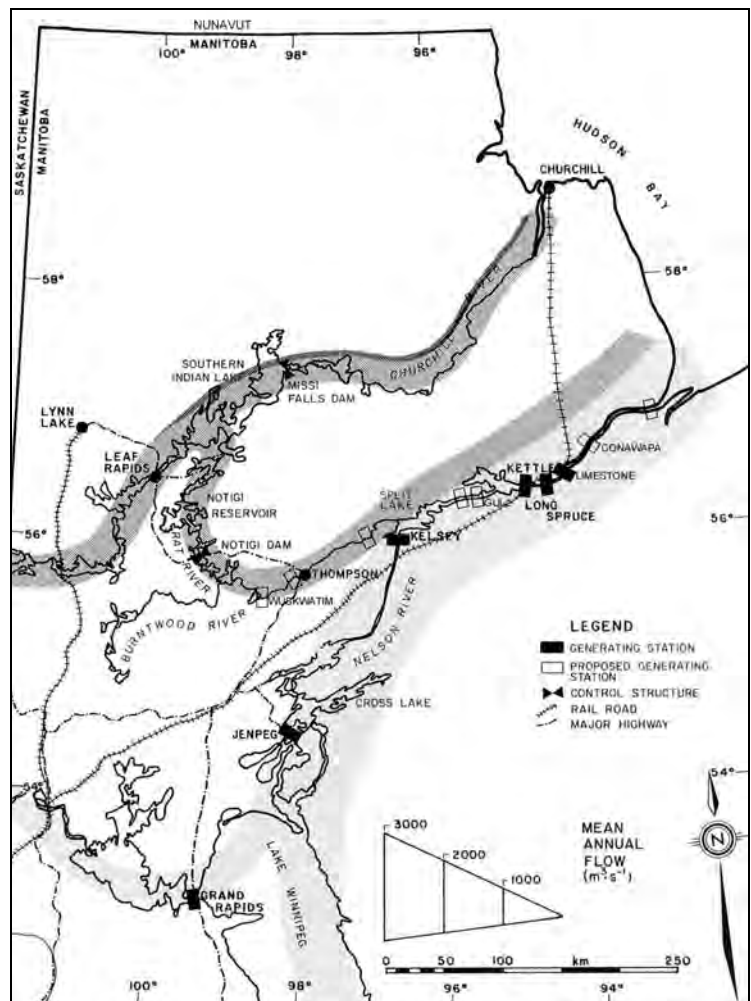 NUNAVUT
MANITOBA
100°
98°
96°
SASKATCHEWAN
MANITOBA
HUDSON
BAY
CHURCHILL
58°
58°
CHURCHILL RIVER
SOUTHERN
INDIAN LAKE
MISSI
FALLS DAM
LYNN
LAKE
LEAF
RAPIDS
NOTIGI
RESERVOIR
NOTIGI DAM
RAT RIVER
56°
SPLIT
LAKE
GULL
KETTLE
LIMESTONE
CONAWAPA
LONG
SPRUCE
56°
KELSEY
THOMPSON
WUSKWATIM
BURNTWOOD RIVER
NELSON RIVER
CROSS LAKE
JENPEG
LEGEND
GENERATING STATION
PROPOSED GENERATING
STATION
CONTROL STRUCTURE
RAIL ROAD
MAJOR HIGHWAY
54°
54°
3000
2000
1000
MEAN
ANNUAL
FLOW
(m³·s⁻¹)
N
GRAND
RAPIDS
LAKE WINNIPEG
0 50 100 km 250
100°
98°
96°
94°